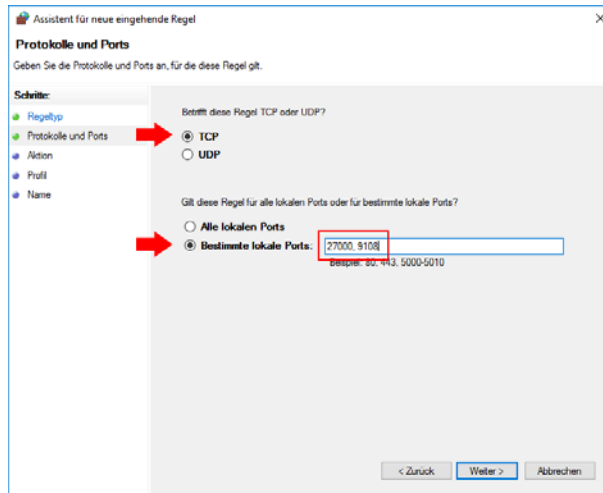 Assistent für neue eingehende Regel
Protokolle und Ports
Geben Sie die Protokolle und Ports an, für die diese Regel gilt.
Schritte:
Regeltyp
Protokolle und Ports
Aktion
Profil
Name
Betrifft diese Regel TCP oder UDP?
TCP
UDP
Gilt diese Regel für alle lokalen Ports oder für bestimmte lokale Ports?
Alle lokalen Ports
Bestimmte lokale Ports: 27000, 9108
Beispiel: 80, 443, 5000-5010
< Zurück Weiter > Abbrechen